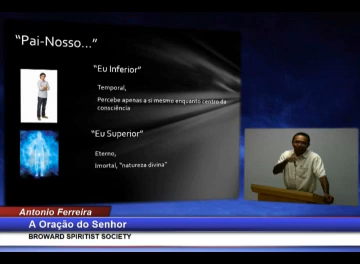 “Pai-Nosso...”
“Eu Inferior”
Temporal,
Percebe apenas a si mesmo enquanto centro da
consciência
“Eu Superior”
Eterno,
Imortal, “natureza divina”
Antonio Ferreira
A Oração do Senhor
BROWARD SPIRITIST SOCIETY